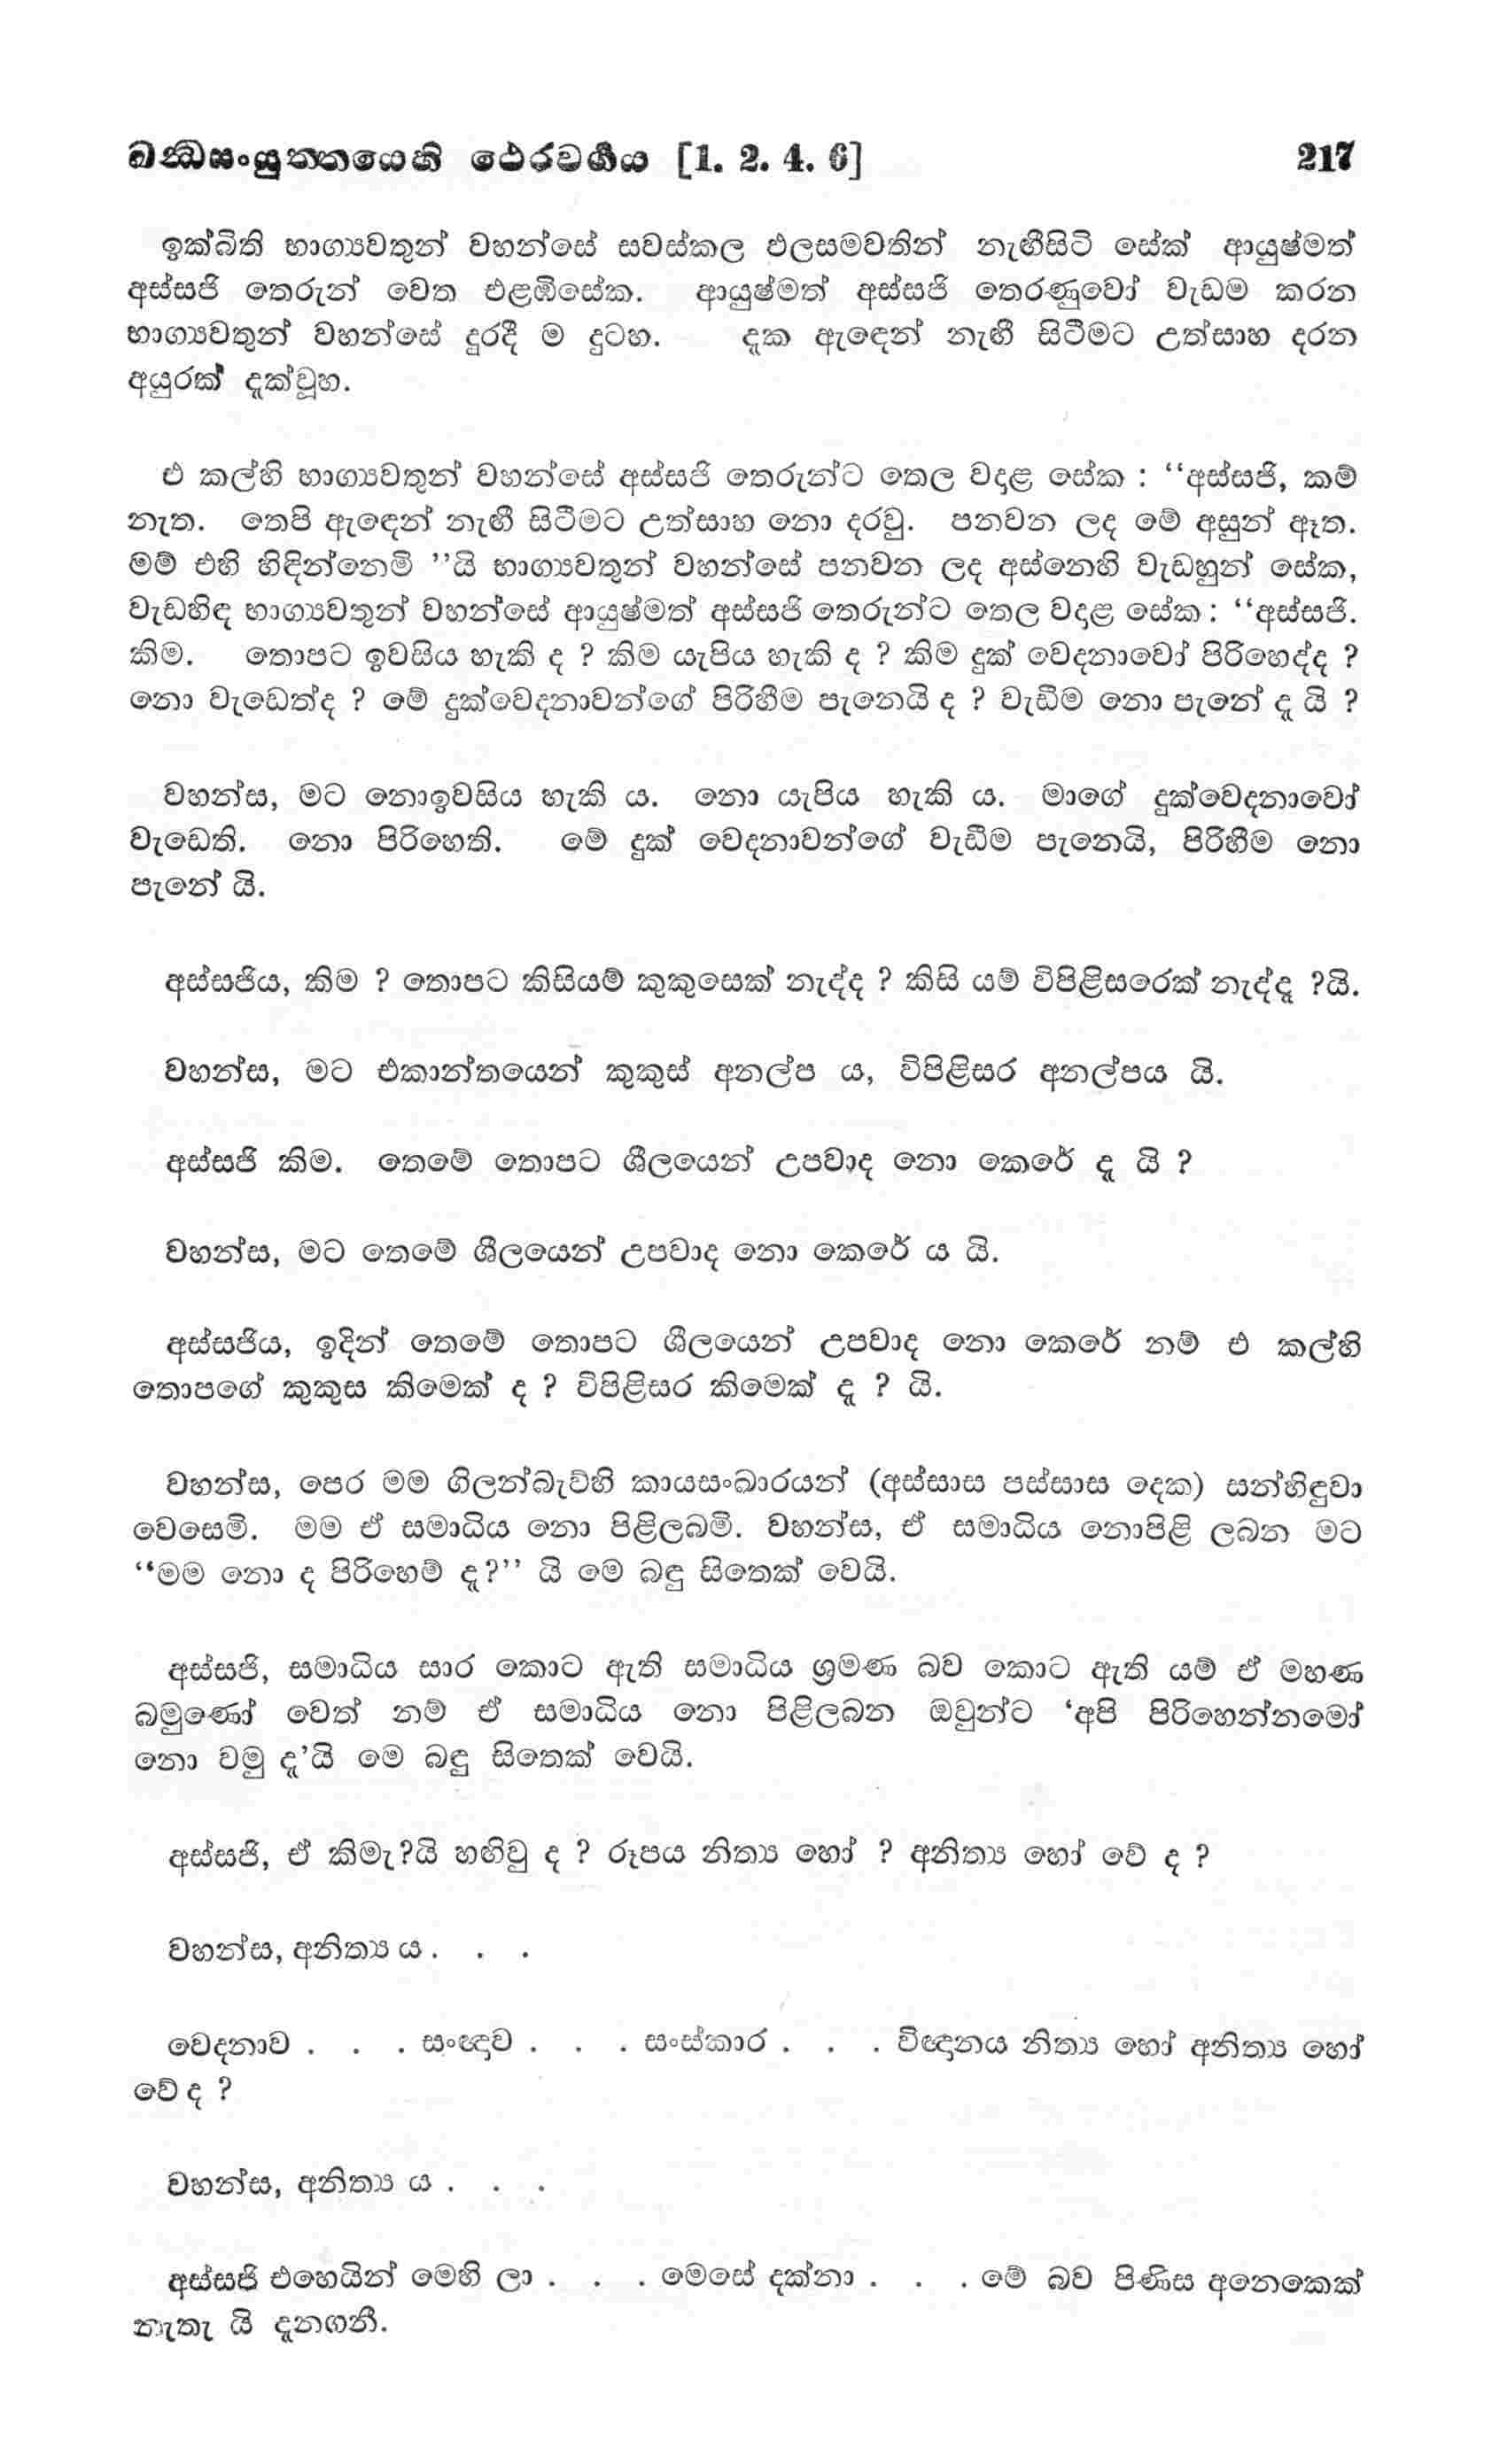 ඛන්ධසංයුත්තයෙහි ථෙරවර්ගය [1. 2. 4. 6] 217
ඉක්බිති භාග්‍යවතුන් වහන්සේ සවස්කල ඵලසමවතින් නැඟීසිටි සේක් ආයුෂ්මත්
අස්සජි තෙරුන් වෙත එළඹිසේක. ආයුෂ්මත් අස්සජි තෙරණුවෝ වැඩම කරන
භාග්‍යවතුන් වහන්සේ දුරදී ම දුටහ. දැක ඇඳෙන් නැඟී සිටීමට උත්සාහ දරන
අයුරක් දැක්වූහ.
එ කල්හි භාග්‍යවතුන් වහන්සේ අස්සජි තෙරුන්ට තෙල වදාළ සේක : “අස්සජි, කම්
නැත. තෙපි ඇඳෙන් නැඟී සිටීමට උත්සාහ නො දරවු. පනවන ලද මේ අසුන් ඇත.
මම් එහි හිඳින්නෙමි ”යි භාග්‍යවතුන් වහන්සේ පනවන ලද අස්නෙහි වැඩහුන් සේක,
වැඩහිඳ භාග්‍යවතුන් වහන්සේ ආයුෂ්මත් අස්සජි තෙරුන්ට තෙල වදාළ සේක : “අස්සජි.
කිම. තොපට ඉවසිය හැකි ද ? කිම යැපිය හැකි ද ? කිම දුක් වෙදනාවෝ පිරිහෙද්ද ?
නො වැඩෙත්ද ? මේ දුක්වෙදනාවන්ගේ පිරිහීම පැනෙයි ද ? වැඩීම නො පැනේ දැ යි ?
වහන්ස, මට නොඉවසිය හැකි ය. නො යැපිය හැකි ය. මාගේ දුක්වෙදනාවෝ
වැඩෙති. නො පිරිහෙති. මේ දුක් වෙදනාවන්ගේ වැඩීම පැනෙයි, පිරිහීම නො
පැනේ යි.
අස්සජිය, කිම ? තොපට කිසියම් කුකුසෙක් නැද්ද ? කිසි යම් විපිළිසරෙක් නැද්දැ ?යි.
වහන්ස, මට එකාන්තයෙන් කුකුස් අනල්ප ය, විපිළිසර අනල්පය යි.
අස්සජි කිම. තෙමේ තොපට ශීලයෙන් උපවාද නො කෙරේ දැ යි ?
වහන්ස, මට තෙමේ ශීලයෙන් උපවාද නො කෙරේ ය යි.
අස්සජිය, ඉදින් තෙමේ තොපට ශීලයෙන් උපවාද නො කෙරේ නම් එ කල්හි
තොපගේ කුකුස කිමෙක් ද ? විපිළිසර කිමෙක් දැ ? යි.
වහන්ස, පෙර මම ගිලන්බැව්හි කායසංඛාරයන් (අස්සාස පස්සාස දෙක) සන්හිඳුවා
වෙසෙමි. මම ඒ සමාධිය නො පිළිලබමි. වහන්ස, ඒ සමාධිය නොපිළි ලබන මට
“මම නො ද පිරිහෙම් දැ?” යි මෙ බඳු සිතෙක් වෙයි.
අස්සජි, සමාධිය සාර කොට ඇති සමාධිය ශ්‍රමණ බව කොට ඇති යම් ඒ මහණ
බමුණෝ වෙත් නම් ඒ සමාධිය නො පිළිලබන ඔවුන්ට ‘අපි පිරිහෙන්නමෝ
නො වමු දැ’යි මෙ බඳු සිතෙක් වෙයි.
අස්සජි, ඒ කිමැ?යි හඟිවු ද ? රූපය නිත්‍ය හෝ ? අනිත්‍ය හෝ වේ ද ?
වහන්ස, අනිත්‍ය ය . . .
වෙදනාව . . . සංඥාව . . . සංස්කාර . . . විඥානය නිත්‍ය හෝ අනිත්‍ය හෝ
වේ ද ?
වහන්ස, අනිත්‍ය ය . . .
අස්සජි එහෙයින් මෙහි ලා . . . මෙසේ දක්නා . . . මේ බව පිණිස අනෙකෙක්
නැතැ යි දැනගනී.